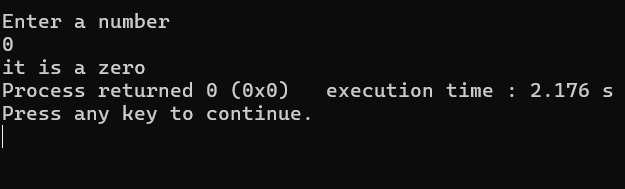 Enter a number
0
it is a zero
Process returned 0 (0x0)   execution time : 2.176 s
Press any key to continue.